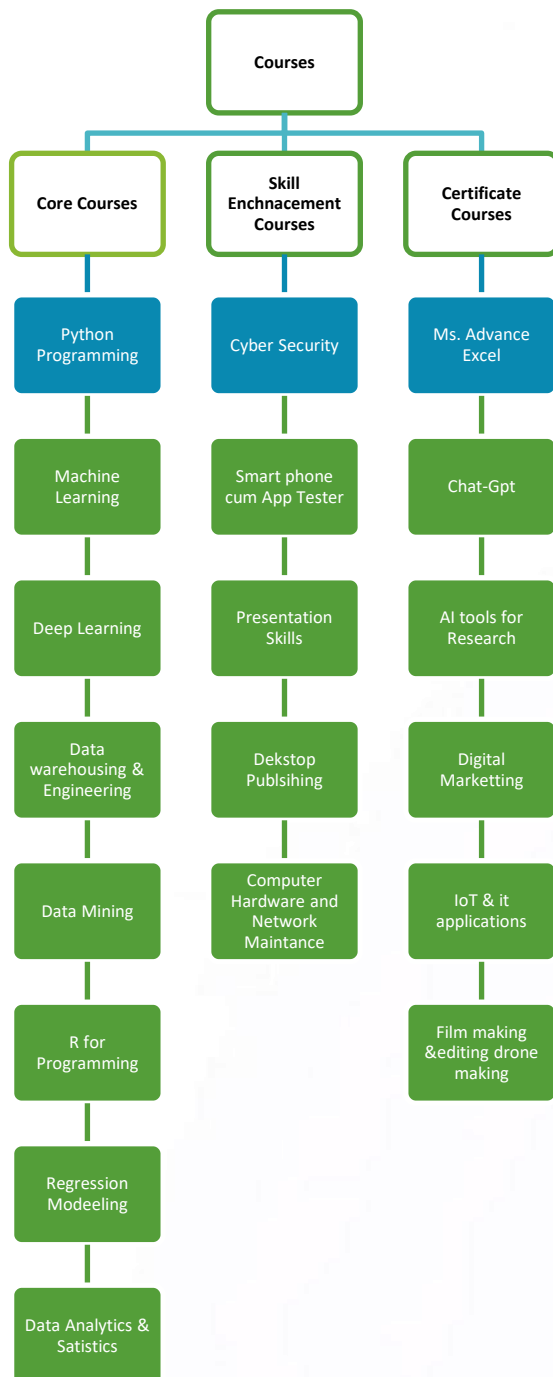 Courses
Core Courses
Skill
Enchnacement
Courses
Certificate
Courses
Python
Programming
Cyber Security
Ms. Advance
Excel
Machine
Learning
Smart phone
cum App Tester
Chat-Gpt
Deep Learning
Presentation
Skills
AI tools for
Research
Data
warehousing &
Engineering
Dekstop
Publsihing
Digital
Marketting
Data Mining
Computer
Hardware and
Network
Maintance
IoT & it
applications
R for
Programming
Film making
&editing drone
making
Regression
Modeeling
Data Analytics &
Satistics